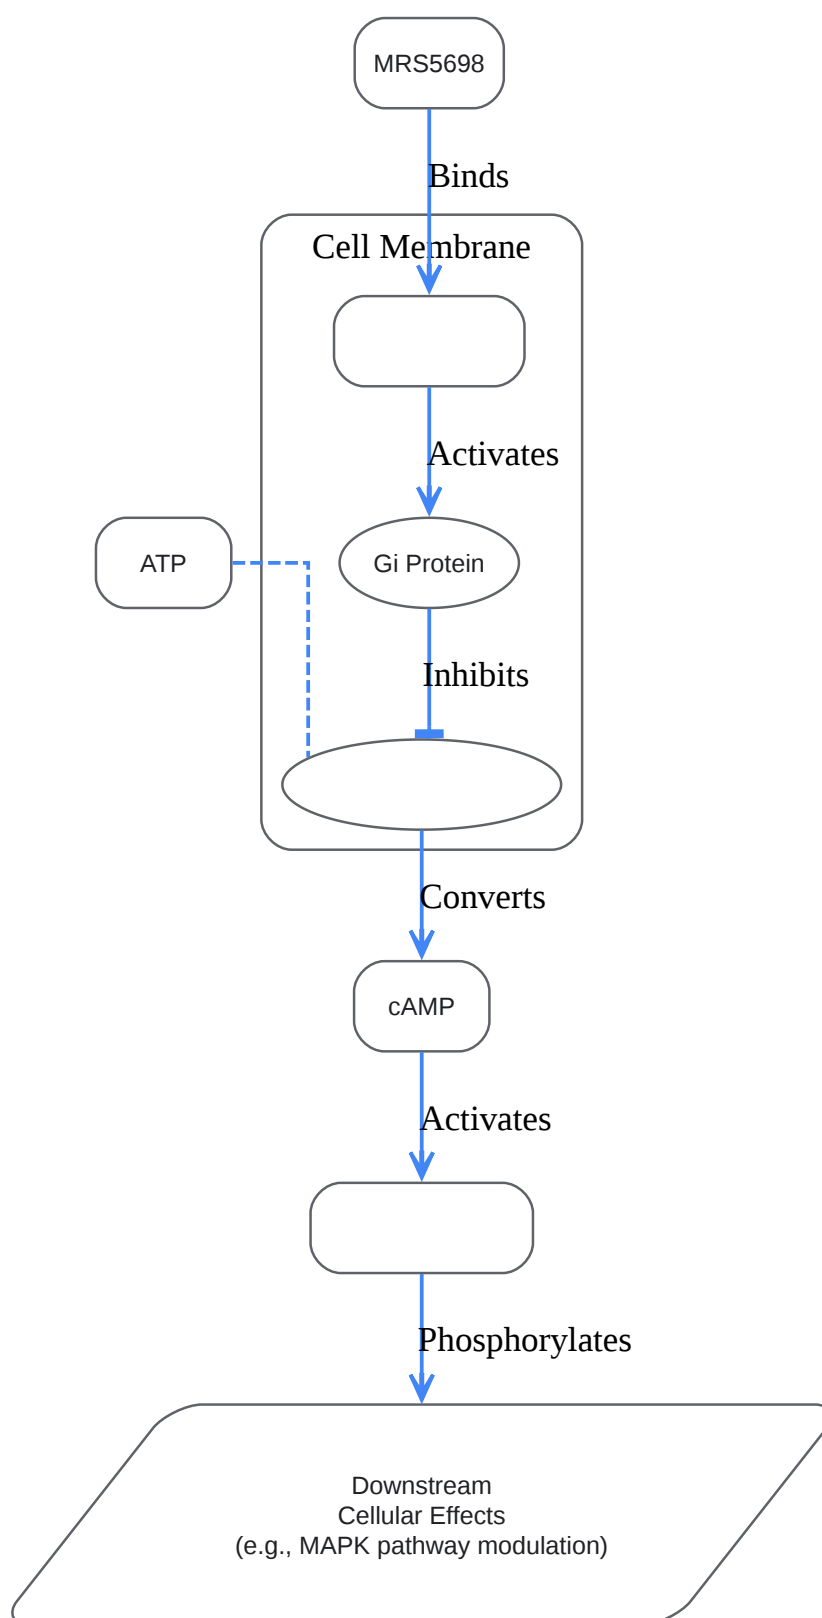 MRS5698
Binds
Cell Membrane
Activates
ATP
Gi Protein
Inhibits
Converts
cAMP
Activates
Phosphorylates
Downstream
Cellular Effects
(e.g., MAPK pathway modulation)